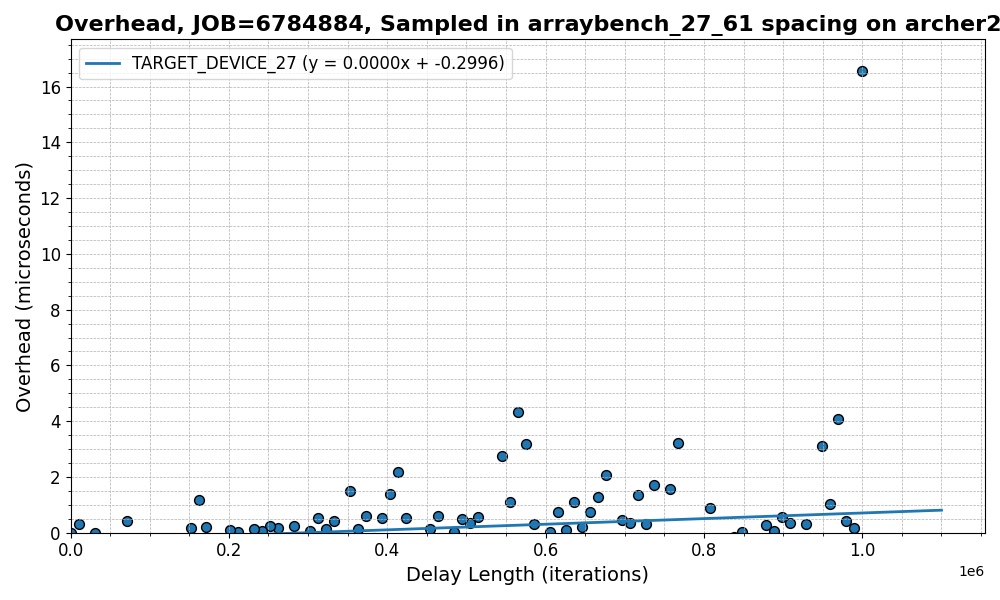 Overhead, JOB=6784884, Sampled in arraybench_27_61 spacing on archer2
TARGET_DEVICE_27 (y = 0.0000x + -0.2996)
Overhead (microseconds)
16
14
12
10
8
6
4
2
0
0.0 0.2 0.4 0.6 0.8 1.0
1e6
Delay Length (iterations)